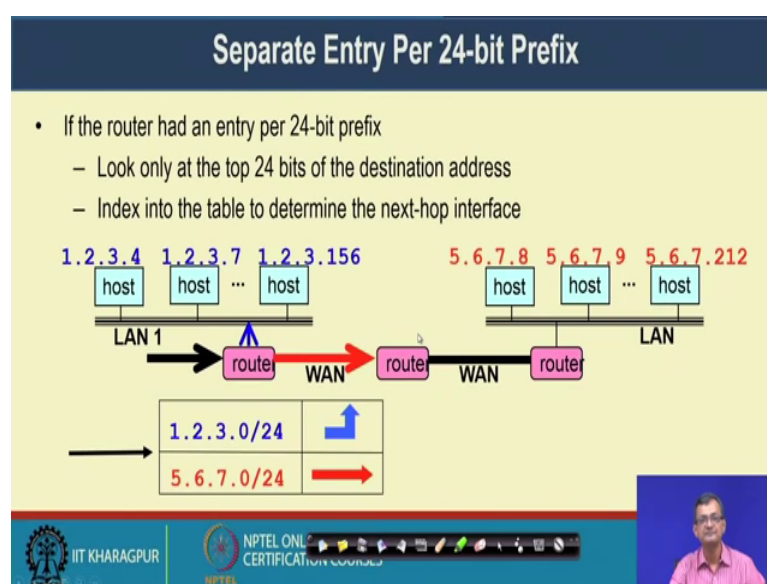 Separate Entry Per 24-bit Prefix
• If the router had an entry per 24-bit prefix
– Look only at the top 24 bits of the destination address
– Index into the table to determine the next-hop interface
1.2.3.4 1.2.3.7 1.2.3.156 5.6.7.8 5.6.7.9 5.6.7.212
host host ... host host host ... host
LAN 1 LAN
router WAN router WAN router
1.2.3.0/24
5.6.7.0/24
IIT KHARAGPUR
NPTEL ONL
CERTIFICATION COURSES
NPTEL